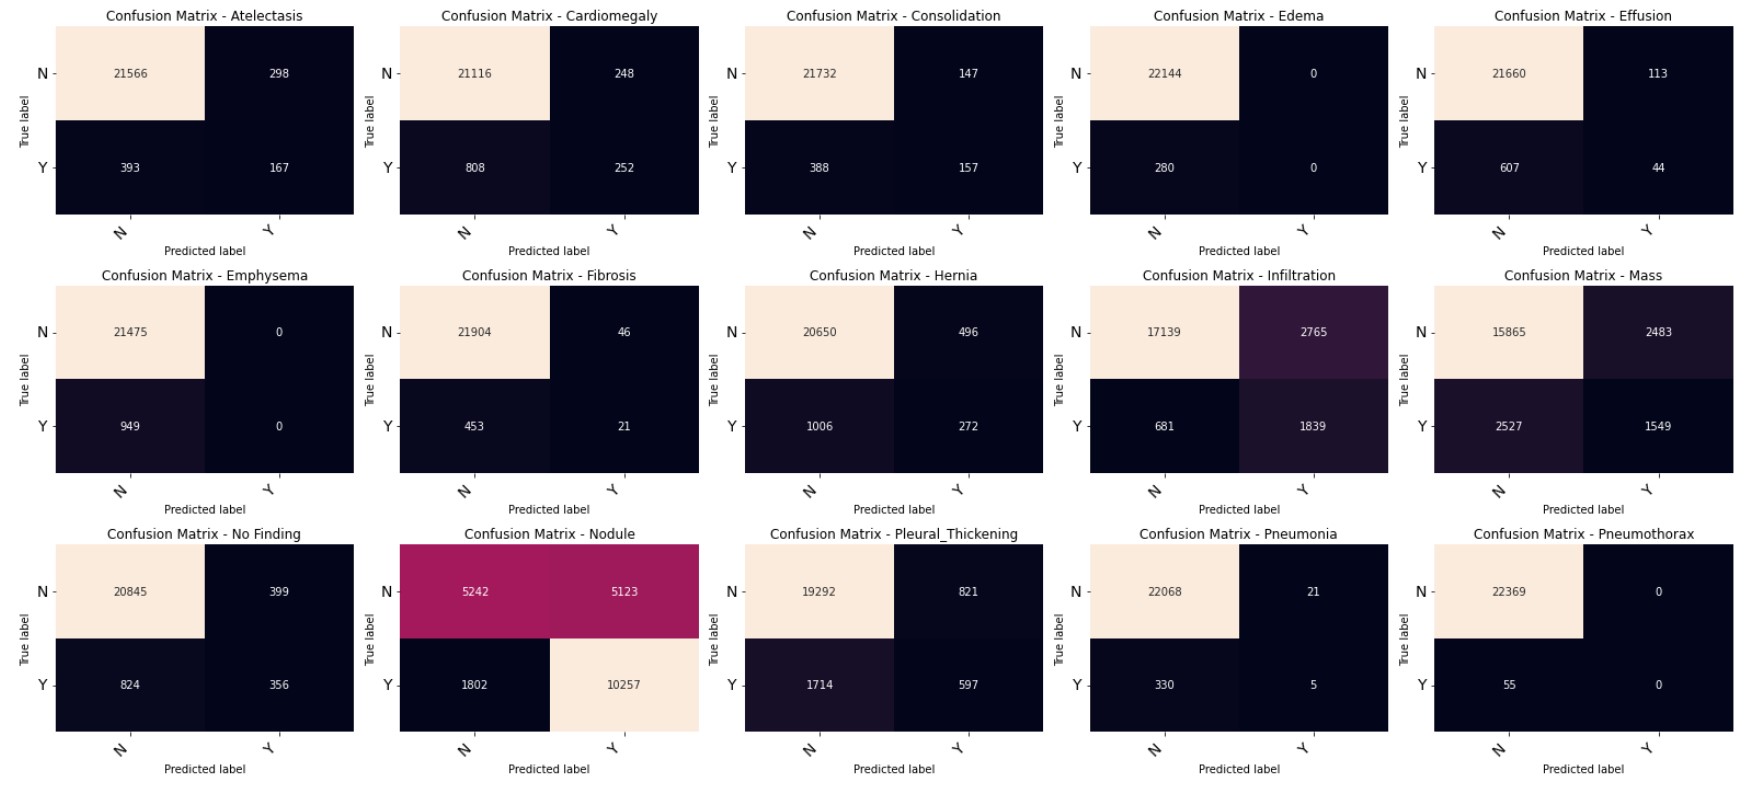 Confusion Matrix - Atelectasis
N 21566 298
Y 393 167
N Y
True label
Predicted label
Confusion Matrix - Cardiomegaly
N 21116 248
Y 808 252
N Y
True label
Predicted label
Confusion Matrix - Consolidation
N 21732 147
Y 388 157
N Y
True label
Predicted label
Confusion Matrix - Edema
N 22144 0
Y 280 0
N Y
True label
Predicted label
Confusion Matrix - Effusion
N 21660 113
Y 607 44
N Y
True label
Predicted label
Confusion Matrix - Emphysema
N 21475 0
Y 949 0
N Y
True label
Predicted label
Confusion Matrix - Fibrosis
N 21904 46
Y 453 21
N Y
True label
Predicted label
Confusion Matrix - Hernia
N 20650 496
Y 1006 272
N Y
True label
Predicted label
Confusion Matrix - Infiltration
N 17139 2765
Y 681 1839
N Y
True label
Predicted label
Confusion Matrix - Mass
N 15865 2483
Y 2527 1549
N Y
True label
Predicted label
Confusion Matrix - No Finding
N 20845 399
Y 824 356
N Y
True label
Predicted label
Confusion Matrix - Nodule
N 5242 5123
Y 1802 10257
N Y
True label
Predicted label
Confusion Matrix - Pleural_Thickening
N 19292 821
Y 1714 597
N Y
True label
Predicted label
Confusion Matrix - Pneumonia
N 22068 21
Y 330 5
N Y
True label
Predicted label
Confusion Matrix - Pneumothorax
N 22369 0
Y 55 0
N Y
True label
Predicted label